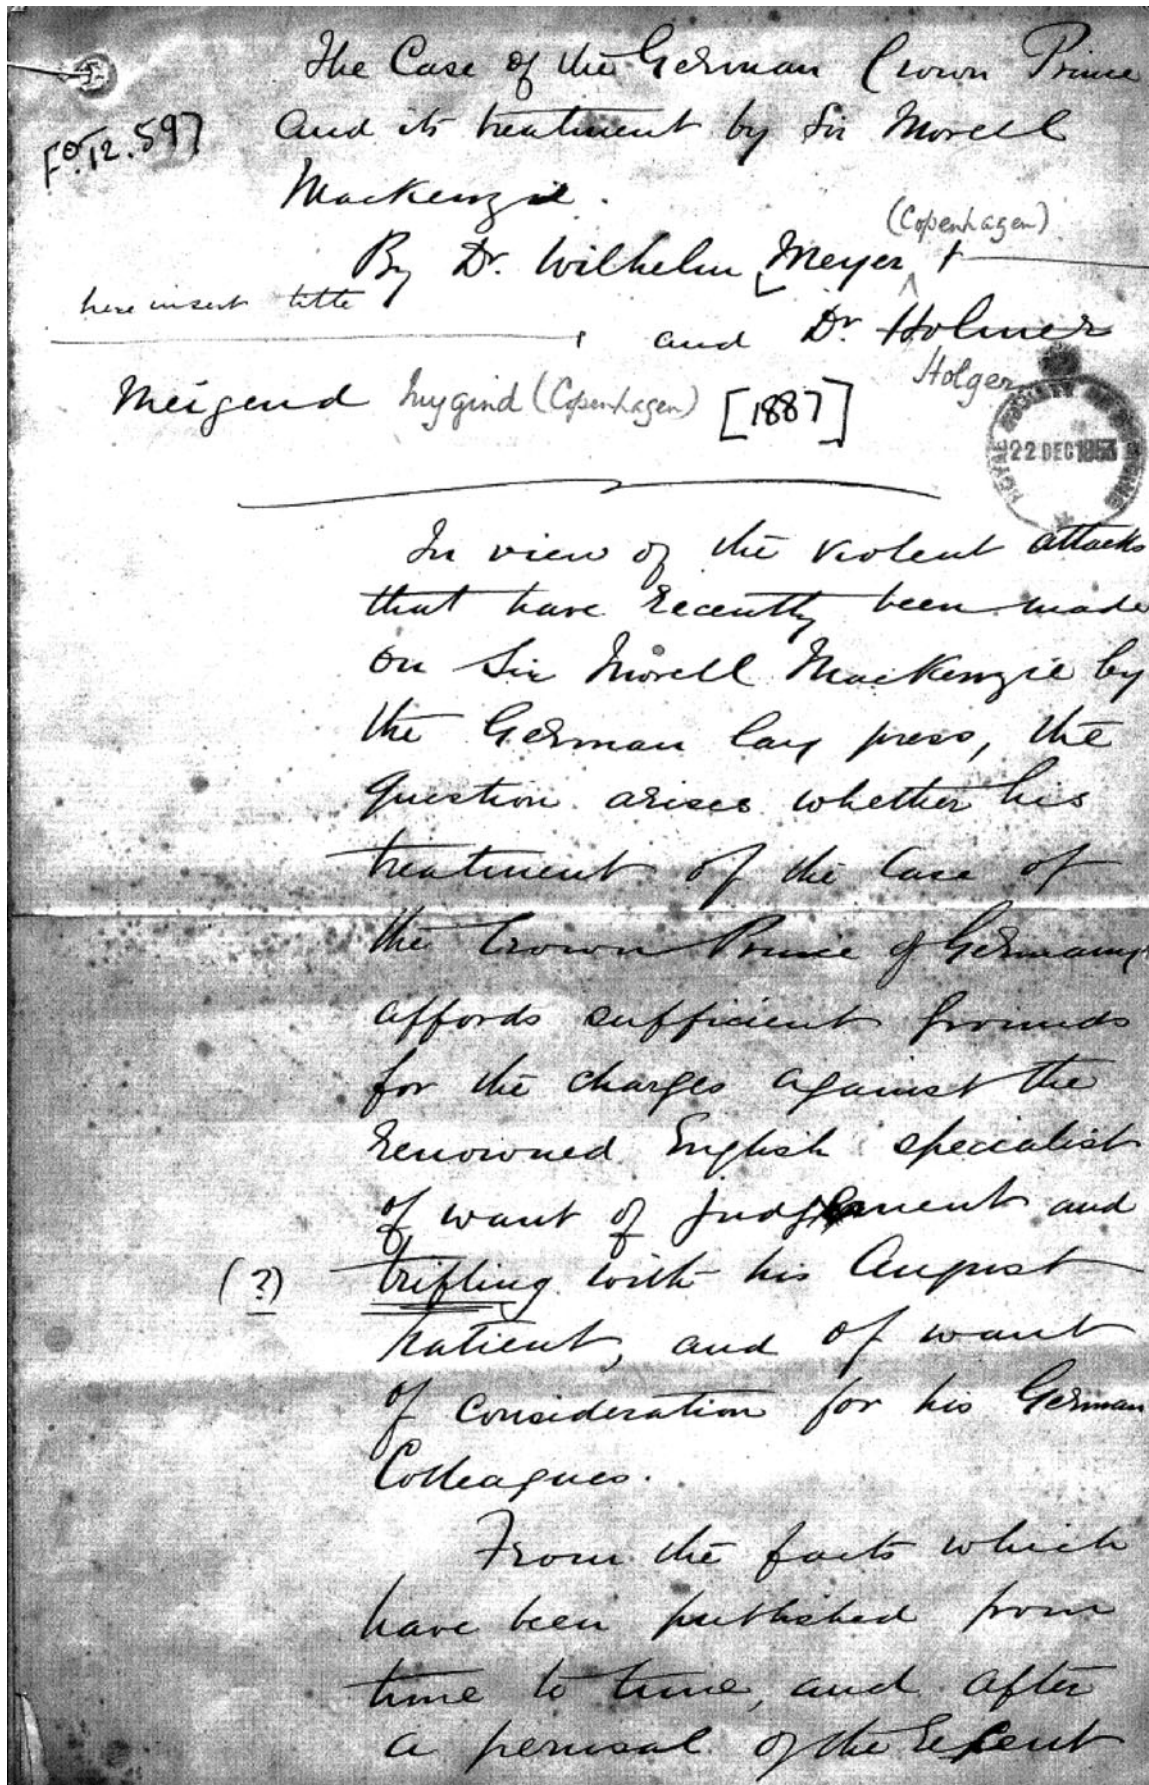 The Case of the German Crown Prince
and its treatment by Sir Morell
Mackenzie.
Fo. 12.597
(Copenhagen)
By Dr. Wilhelm Meyer +
here insert title
and Dr. Holmer
Holger
Meigend Mygind (Copenhagen) [1887]
22 DEC 1953
In view of the violent attacks
that have recently been made
on Sir Morell MacKenzie by
the German lay press, the
question arises whether his
treatment of the case of
the Crown Prince of Germany
affords sufficient grounds
for the charges against the
renowned English specialist
of want of judgment and
(?) trifling with his August
patient, and of want
of consideration for his German
Colleagues.
From the facts which
have been published from
time to time, and after
a perusal of the recent